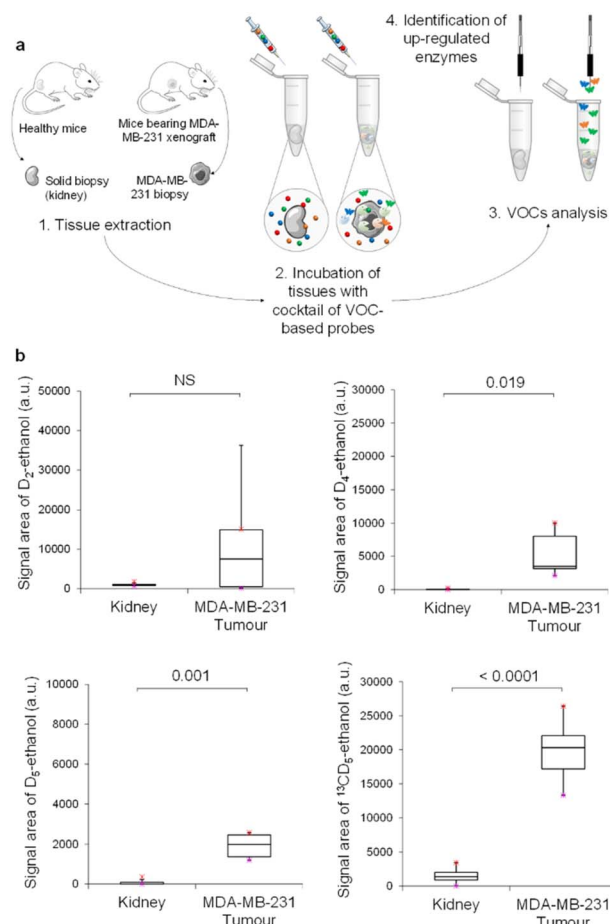 a
Healthy mice
Mice bearing MDA-
MB-231 xenograft
Solid biopsy
(kidney)
MDA-MB-
231 biopsy
1. Tissue extraction
2. Incubation of
tissues with
cocktail of VOC-
based probes
3. VOCs analysis
4. Identification of
up-regulated
enzymes
b
Signal area of D₂-ethanol (a.u.)
50000
40000
30000
20000
10000
0
NS
Kidney
MDA-MB-231
Tumour
Signal area of D₄-ethanol (a.u.)
30000
25000
20000
15000
10000
5000
0
0.019
Kidney
MDA-MB-231
Tumour
Signal area of D₅-ethanol (a.u.)
10000
8000
6000
4000
2000
0
0.001
Kidney
MDA-MB-231
Tumour
Signal area of ¹³CD₅-ethanol (a.u.)
30000
25000
20000
15000
10000
5000
0
< 0.0001
Kidney
MDA-MB-231
Tumour